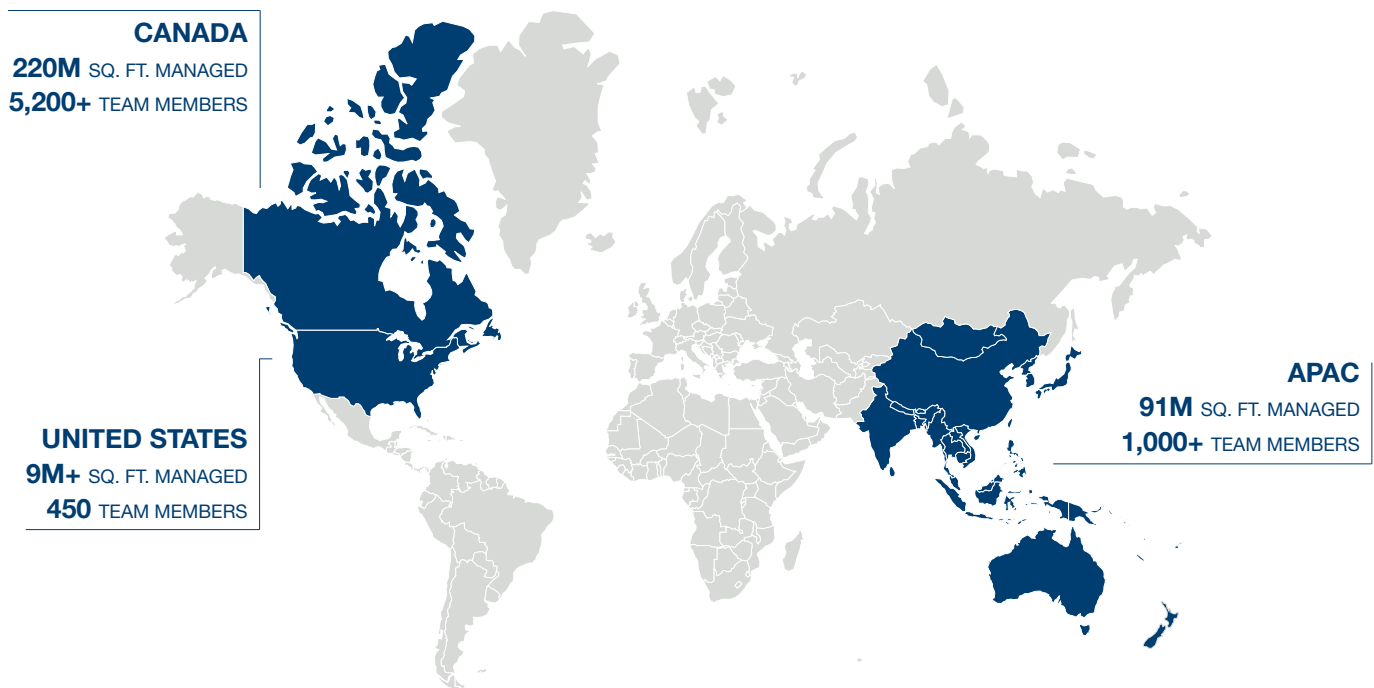 CANADA
220M SQ. FT. MANAGED
5,200+ TEAM MEMBERS
UNITED STATES
9M+ SQ. FT. MANAGED
450 TEAM MEMBERS
APAC
91M SQ. FT. MANAGED
1,000+ TEAM MEMBERS